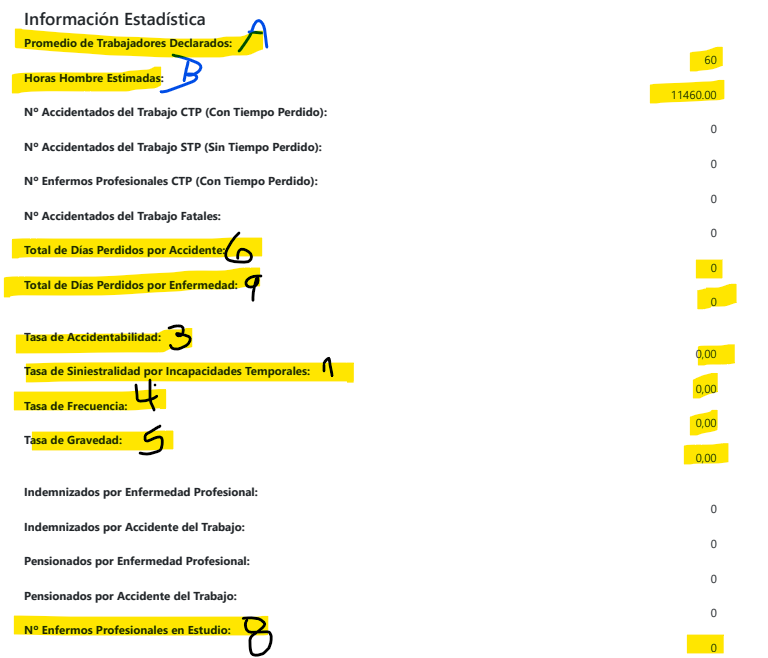 Información Estadística
Promedio de Trabajadores Declarados: A 60
Horas Hombre Estimadas: B 11460.00
Nº Accidentados del Trabajo CTP (Con Tiempo Perdido): 0
Nº Accidentados del Trabajo STP (Sin Tiempo Perdido): 0
Nº Enfermos Profesionales CTP (Con Tiempo Perdido): 0
Nº Accidentados del Trabajo Fatales: 0
Total de Días Perdidos por Accidente: 6 0
Total de Días Perdidos por Enfermedad: 9 0
Tasa de Accidentabilidad: 3 0,00
Tasa de Siniestralidad por Incapacidades Temporales: 0,00
Tasa de Frecuencia: 4 0,00
Tasa de Gravedad: 5 0,00
Indemnizados por Enfermedad Profesional: 0
Indemnizados por Accidente del Trabajo: 0
Pensionados por Enfermedad Profesional: 0
Pensionados por Accidente del Trabajo: 0
Nº Enfermos Profesionales en Estudio: 8 0